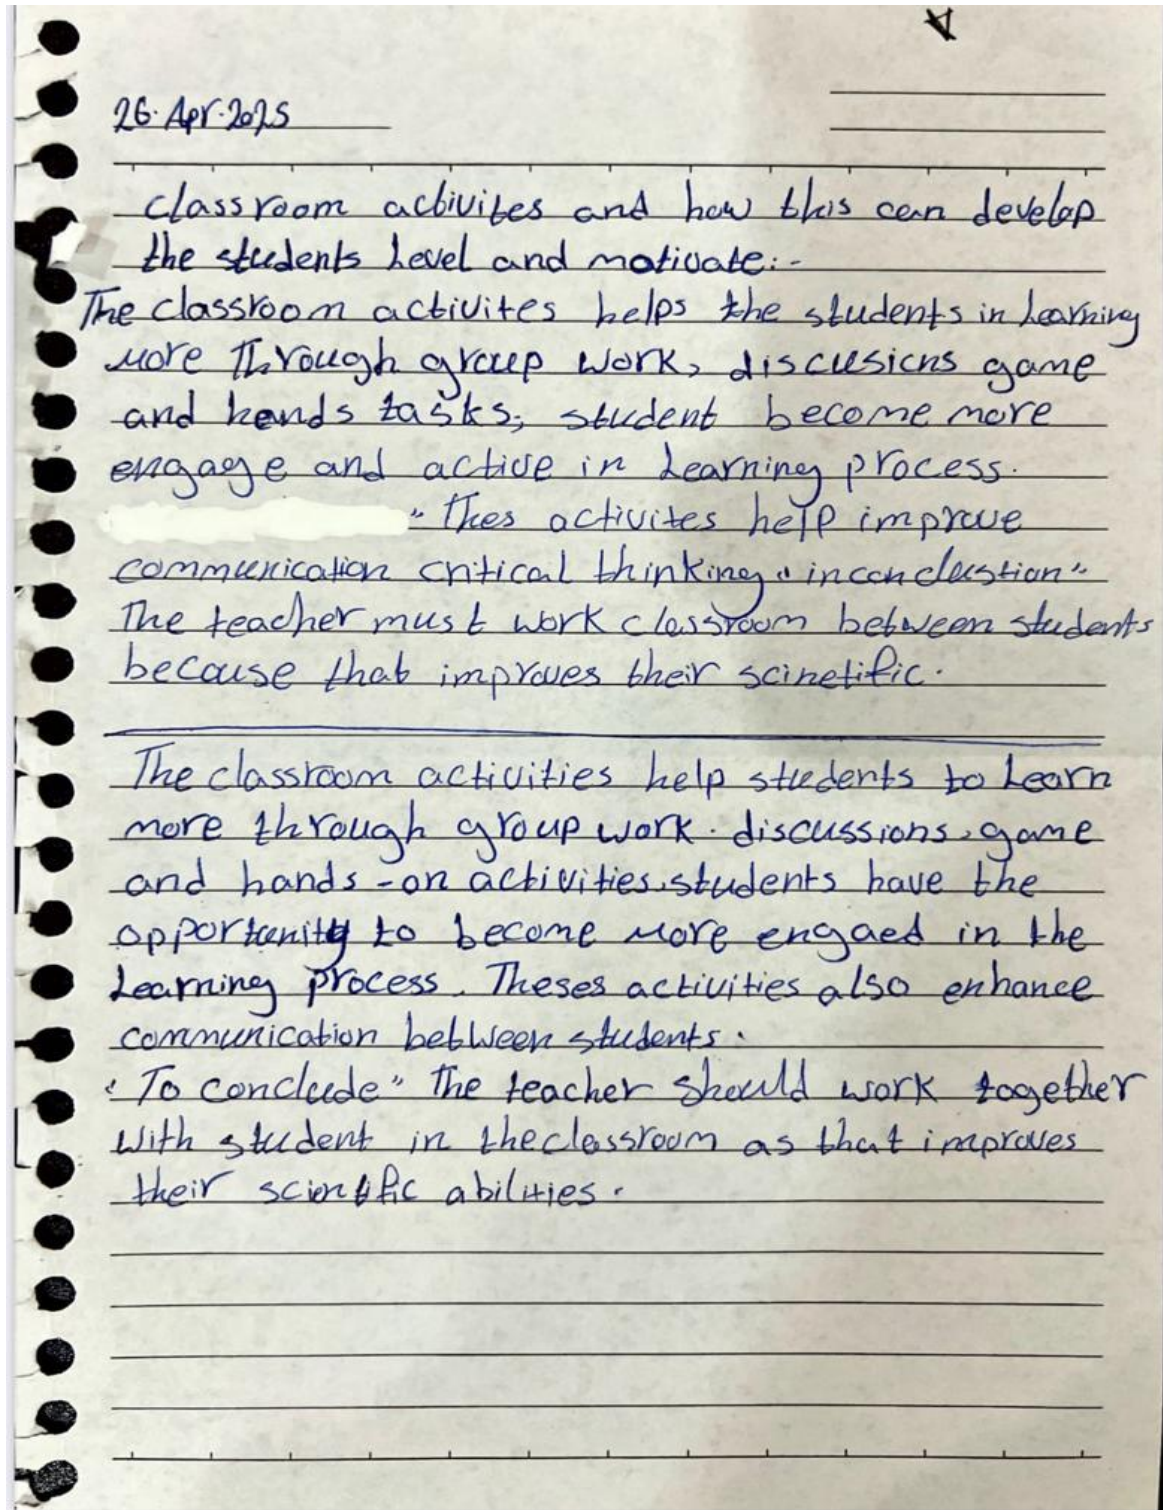 A
26. Apr. 2025
classroom activites and how this can develop
the students Level and motivate:-
The classroom activites helps the students in Learning
more Through group work, discusions game
and hands tasks; student become more
engage and active in Learning process.
"Thes activites help improve
communication critical thinking "inconclustion"
The teacher must work classroom between students
because that improves their scinetific.
The classroom activities help students to Learn
more through group work. discussions, game
and hands-on activities. students have the
opportunity to become more engaed in the
Learning process. Theses activities also enhance
communication between students.
"To conclude" The teacher should work together
with student in the classroom as that improves
their scientific abilities.